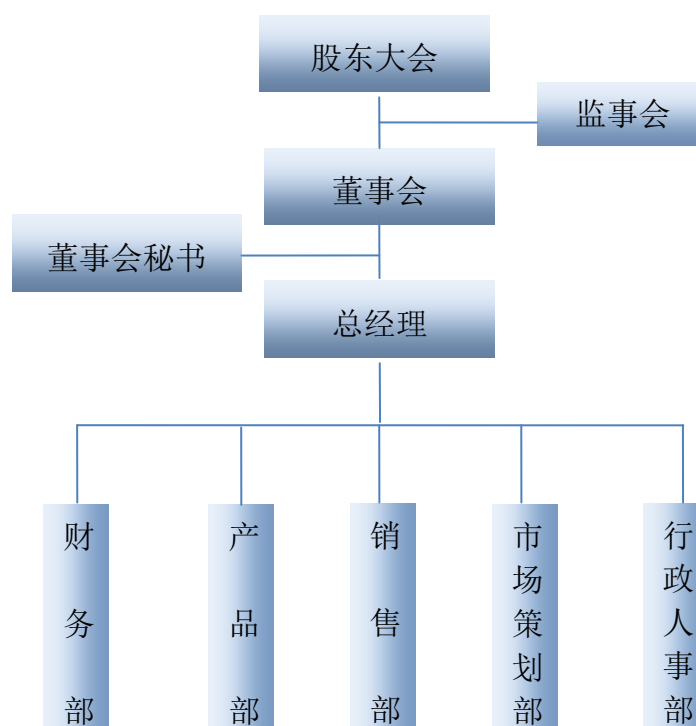 股东大会
监事会
董事会
董事会秘书
总经理
财务部
产品部
销售部
市场策划部
行政人事部